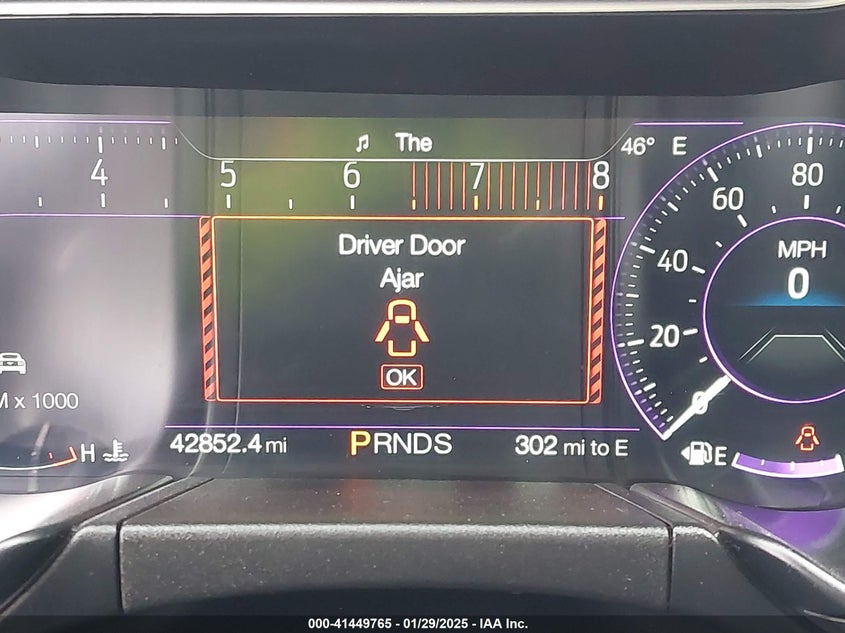 The
46° E
4 5 6 7 8
80
60
40
20
0
MPH
0
Driver Door
Ajar
OK
M x 1000
H
42852.4 mi
PRNDS
302 mi to E
E
000-41449765 - 01/29/2025 - IAA Inc.